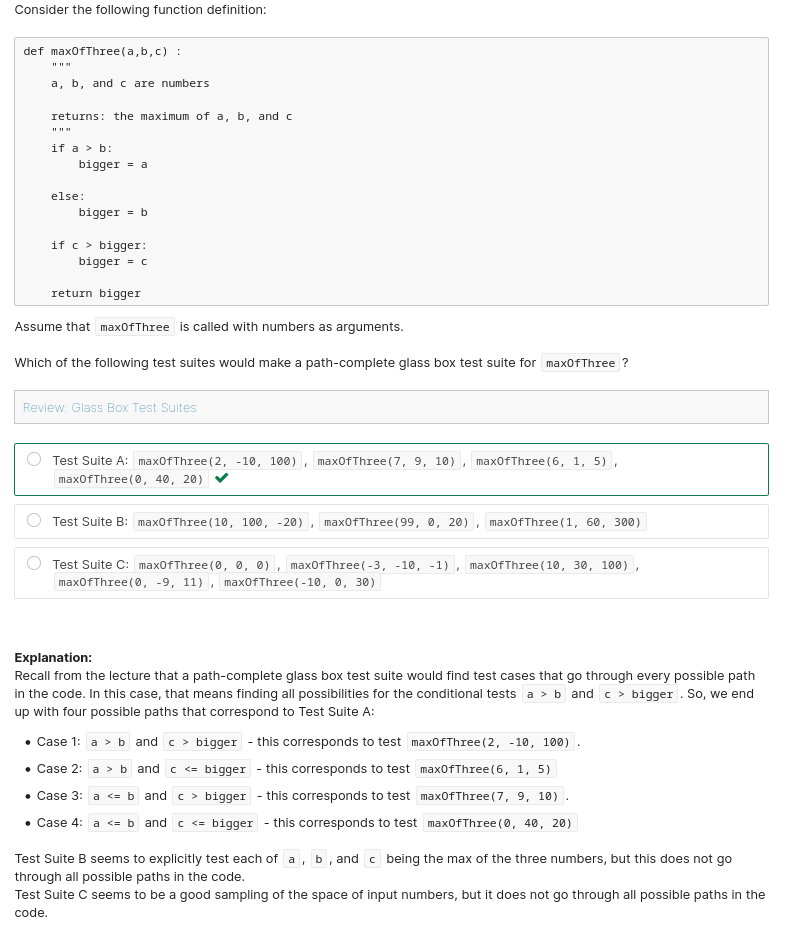 Consider the following function definition:
def maxOfThree(a,b,c) :
"""
a, b, and c are numbers
returns: the maximum of a, b, and c
"""
if a > b:
bigger = a
else:
bigger = b
if c > bigger:
bigger = c
return bigger
Assume that maxOfThree is called with numbers as arguments.
Which of the following test suites would make a path-complete glass box test suite for maxOfThree ?
Review: Glass Box Test Suites
Test Suite A: maxOfThree(2, -10, 100) , maxOfThree(7, 9, 10) , maxOfThree(6, 1, 5) ,
maxOfThree(0, 40, 20)
Test Suite B: maxOfThree(10, 100, -20) , maxOfThree(99, 0, 20) , maxOfThree(1, 60, 300)
Test Suite C: maxOfThree(0, 0, 0) , maxOfThree(-3, -10, -1) , maxOfThree(10, 30, 100) ,
maxOfThree(0, -9, 11) , maxOfThree(-10, 0, 30)
Explanation:
Recall from the lecture that a path-complete glass box test suite would find test cases that go through every possible path
in the code. In this case, that means finding all possibilities for the conditional tests a > b and c > bigger . So, we end
up with four possible paths that correspond to Test Suite A:
• Case 1: a > b and c > bigger - this corresponds to test maxOfThree(2, -10, 100) .
• Case 2: a > b and c <= bigger - this corresponds to test maxOfThree(6, 1, 5)
• Case 3: a <= b and c > bigger - this corresponds to test maxOfThree(7, 9, 10) .
• Case 4: a <= b and c <= bigger - this corresponds to test maxOfThree(0, 40, 20)
Test Suite B seems to explicitly test each of a , b , and c being the max of the three numbers, but this does not go
through all possible paths in the code.
Test Suite C seems to be a good sampling of the space of input numbers, but it does not go through all possible paths in the
code.